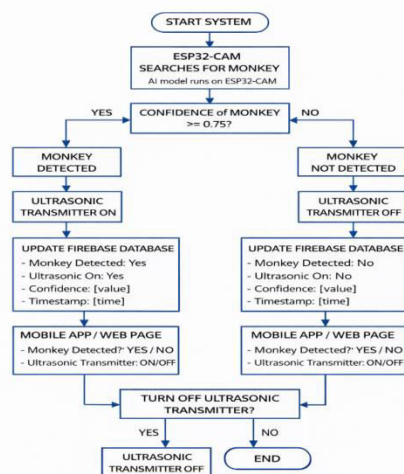 START SYSTEM
ESP32-CAM
SEARCHES FOR MONKEY
AI model runs on ESP32-CAM
CONFIDENCE of MONKEY
>= 0.75?
YES
NO
MONKEY
DETECTED
MONKEY
NOT DETECTED
ULTRASONIC
TRANSMITTER ON
ULTRASONIC
TRANSMITTER OFF
UPDATE FIREBASE DATABASE
- Monkey Detected: Yes
- Ultrasonic On: Yes
- Confidence: [value]
- Timestamp: [time]
UPDATE FIREBASE DATABASE
- Monkey Detected: No
- Ultrasonic On: No
- Confidence: [value]
- Timestamp: [time]
MOBILE APP / WEB PAGE
- Monkey Detected? YES / NO
- Ultrasonic Transmitter: ON/OFF
MOBILE APP / WEB PAGE
- Monkey Detected? YES / NO
- Ultrasonic Transmitter: ON/OFF
TURN OFF ULTRASONIC
TRANSMITTER?
YES
NO
ULTRASONIC
TRANSMITTER OFF
END